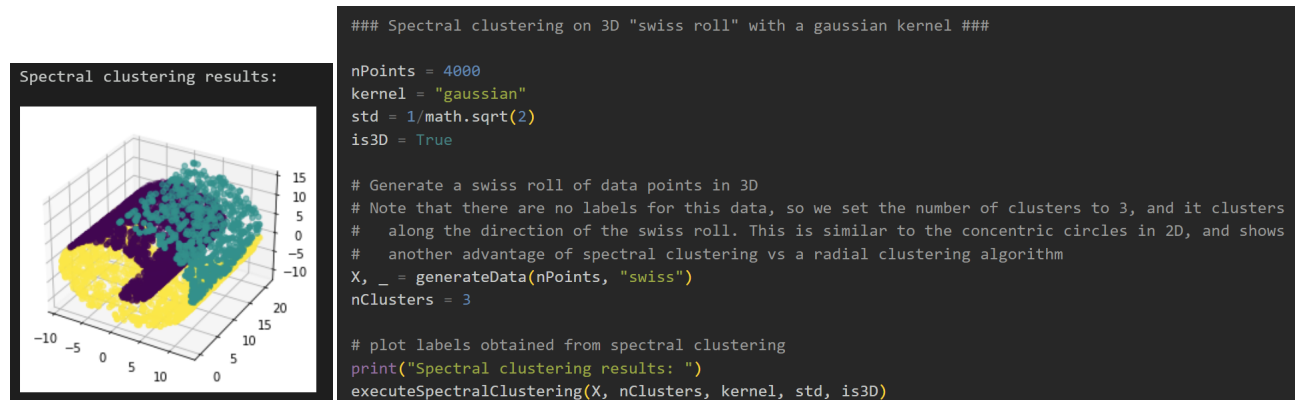 Spectral clustering results:
15
10
5
0
−5
−10
20
15
10
5
0
−10
−5
0
5
10
### Spectral clustering on 3D "swiss roll" with a gaussian kernel ###
nPoints = 4000
kernel = "gaussian"
std = 1/math.sqrt(2)
is3D = True
# Generate a swiss roll of data points in 3D
# Note that there are no labels for this data, so we set the number of clusters to 3, and it clusters
#   along the direction of the swiss roll. This is similar to the concentric circles in 2D, and shows
#   another advantage of spectral clustering vs a radial clustering algorithm
X, _ = generateData(nPoints, "swiss")
nClusters = 3
# plot labels obtained from spectral clustering
print("Spectral clustering results: ")
executeSpectralClustering(X, nClusters, kernel, std, is3D)